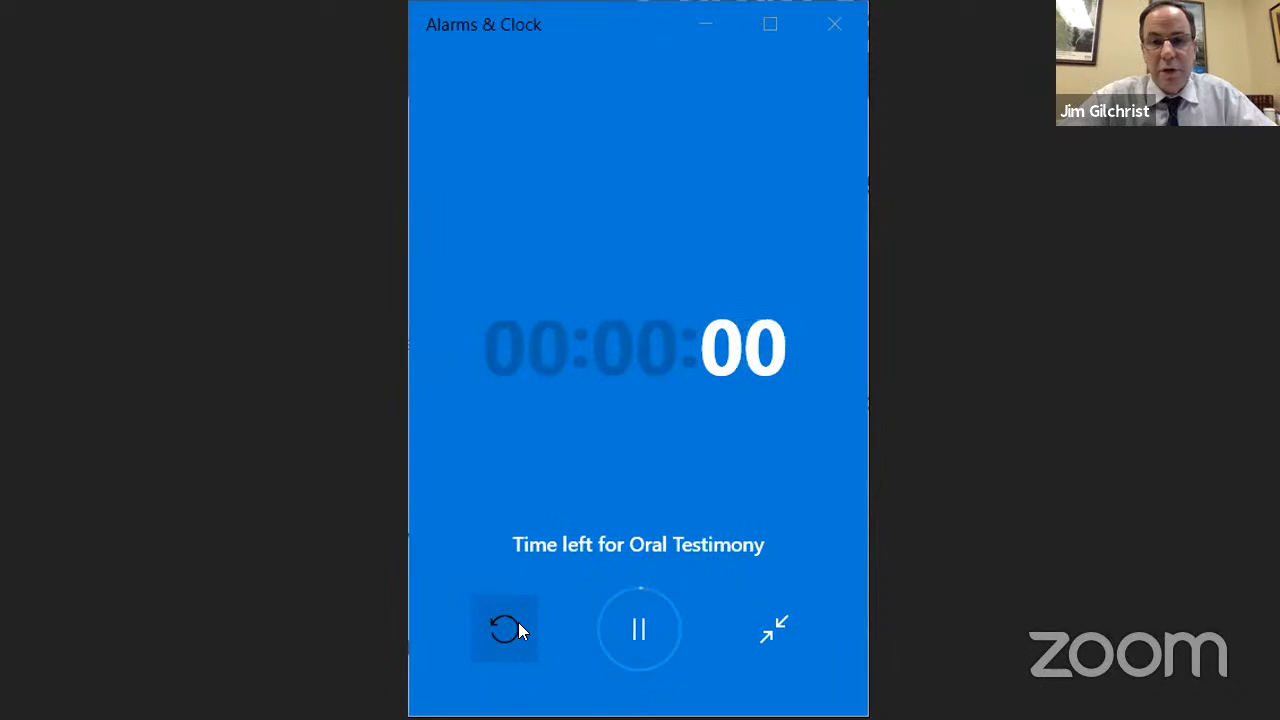 Alarms & Clock
Jim Gilchrist
00:00:00
Time left for Oral Testimony
zoom